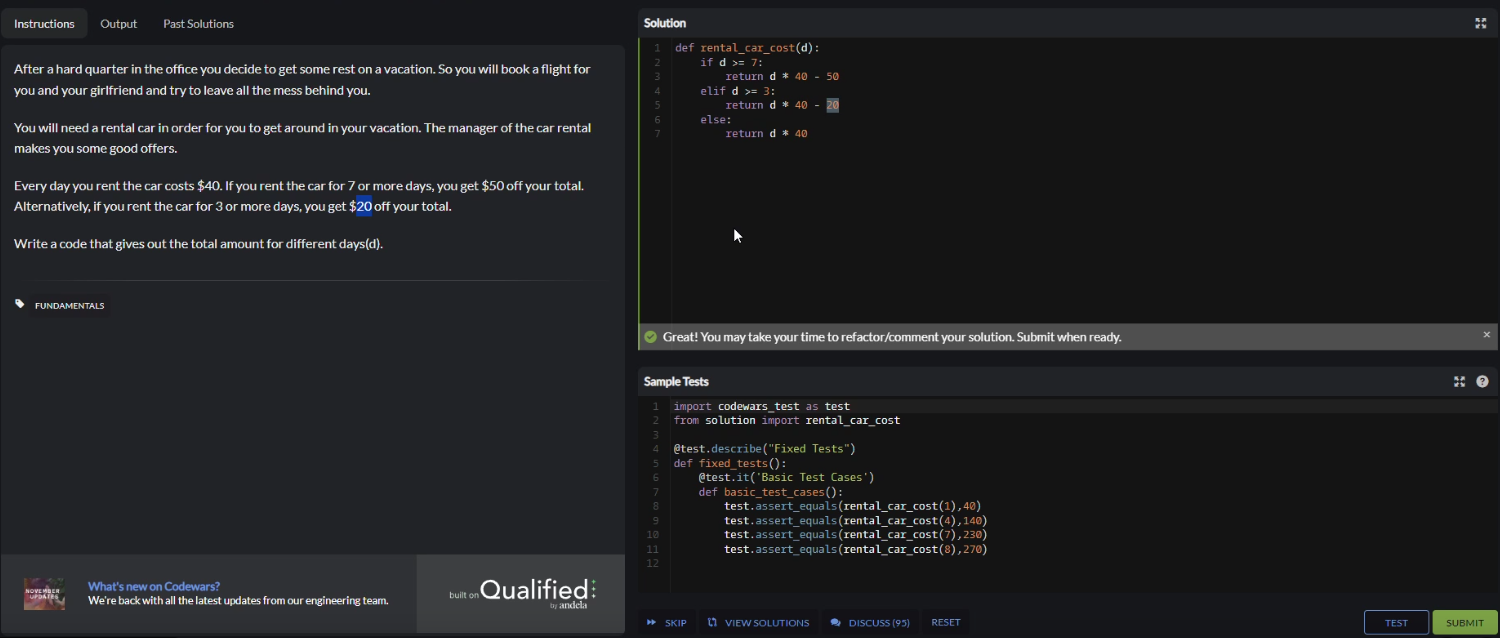 Instructions
Output
Past Solutions
After a hard quarter in the office you decide to get some rest on a vacation. So you will book a flight for
you and your girlfriend and try to leave all the mess behind you.
You will need a rental car in order for you to get around in your vacation. The manager of the car rental
makes you some good offers.
Every day you rent the car costs $40. If you rent the car for 7 or more days, you get $50 off your total.
Alternatively, if you rent the car for 3 or more days, you get $20 off your total.
Write a code that gives out the total amount for different days(d).
FUNDAMENTALS
NOVEMBER
UPDATES
What's new on Codewars?
We're back with all the latest updates from our engineering team.
built on Qualified
by andela
Solution
1 def rental_car_cost(d):
2     if d >= 7:
3         return d * 40 - 50
4     elif d >= 3:
5         return d * 40 - 20
6     else:
7         return d * 40
Great! You may take your time to refactor/comment your solution. Submit when ready.
Sample Tests
1 import codewars_test as test
2 from solution import rental_car_cost
3
4 @test.describe("Fixed Tests")
5 def fixed_tests():
6     @test.it('Basic Test Cases')
7     def basic_test_cases():
8         test.assert_equals(rental_car_cost(1),40)
9         test.assert_equals(rental_car_cost(4),140)
10         test.assert_equals(rental_car_cost(7),230)
11         test.assert_equals(rental_car_cost(8),270)
12
SKIP
VIEW SOLUTIONS
DISCUSS (95)
RESET
TEST
SUBMIT